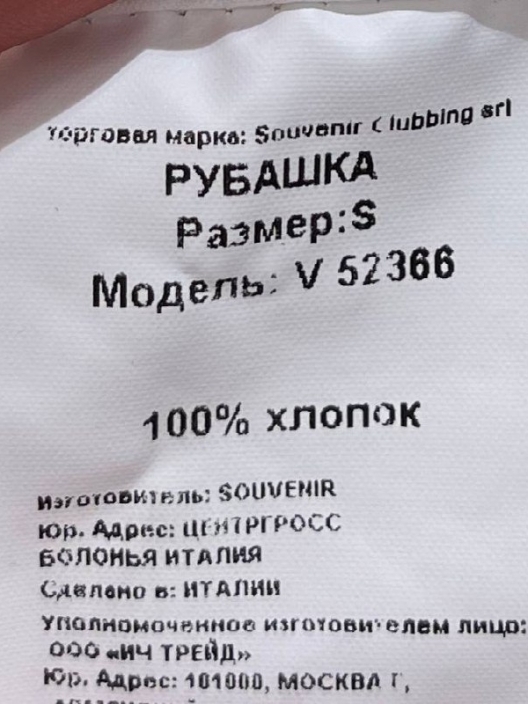 Торговая марка: Souvenir Clubbing srl
РУБАШКА
Размер:S
Модель: V 52366
100% хлопок
Изготовитель: SOUVENIR
Юр. Адрес: ЦЕНТРГРОСС
БОЛОНЬЯ ИТАЛИЯ
Сделано в: ИТАЛИИ
Уполномоченное изготовителем лицо:
ООО «ИЧ ТРЕЙД»
Юр. Адрес: 101000, МОСКВА Г,